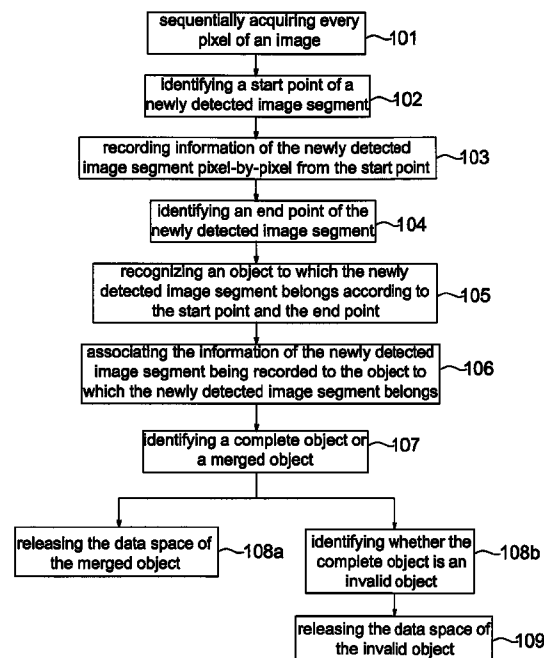 sequentially acquiring every
pixel of an image
101
identifying a start point of a
newly detected image segment
102
recording information of the newly detected
image segment pixel-by-pixel from the start point
103
identifying an end point of the
newly detected image segment
104
recognizing an object to which the newly
detected image segment belongs according to
the start point and the end point
105
associating the information of the newly detected
image segment being recorded to the object to
which the newly detected image segment belongs
106
identifying a complete object or
a merged object
107
releasing the data space of
the merged object
108a
identifying whether the
complete object is an
invalid object
108b
releasing the data space of
the invalid object
109